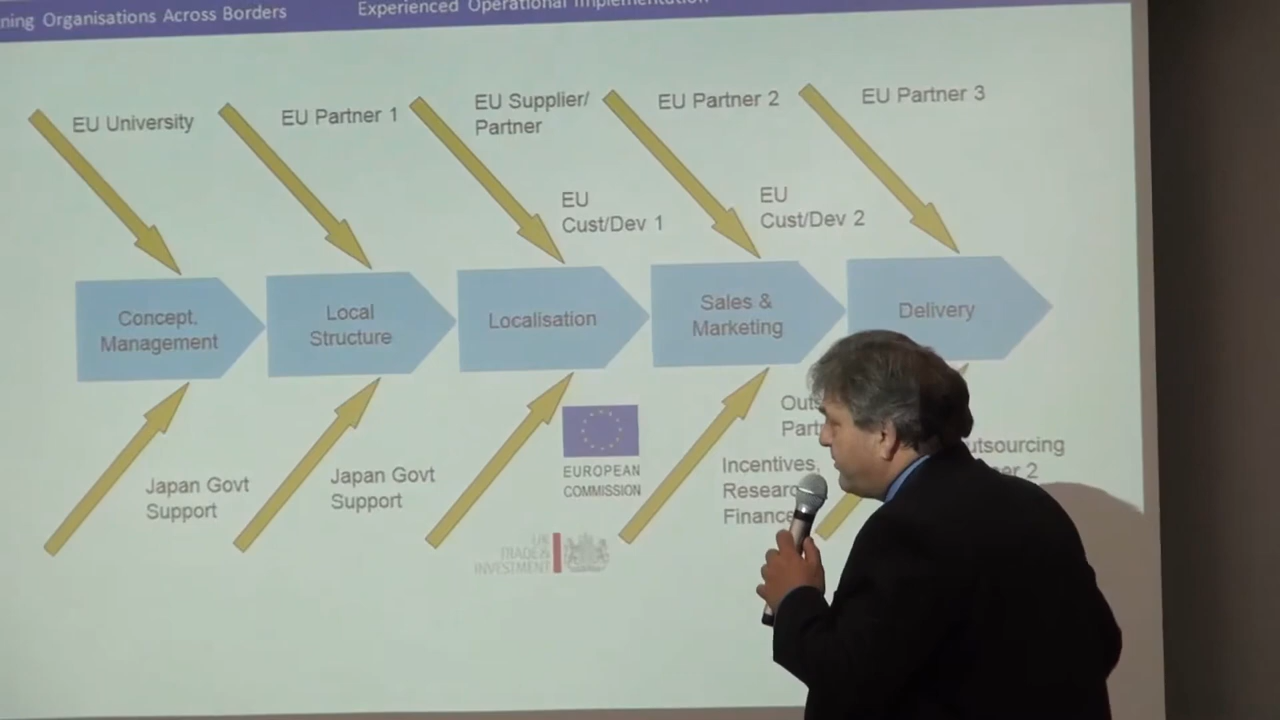 ning Organisations Across Borders
Experienced Operational Implementation
EU University
EU Partner 1
EU Supplier/
Partner
EU Partner 2
EU Partner 3
EU
Cust/Dev 1
EU
Cust/Dev 2
Concept,
Management
Local
Structure
Localisation
Sales &
Marketing
Delivery
Japan Govt
Support
Japan Govt
Support
EUROPEAN
COMMISSION
UK
TRADE &
INVESTMENT
Incentives,
Resear
Finance
Outs
Part
utsourcing
er 2